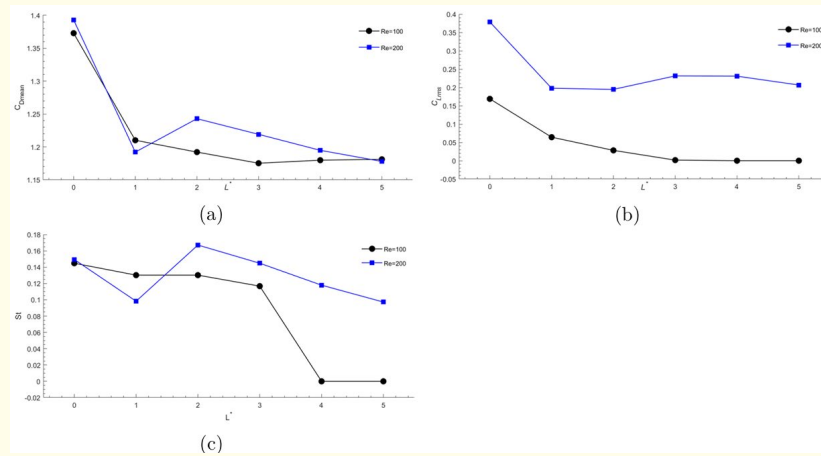 1.4
1.35
1.3
1.25
1.2
1.15
C_Dmean
0 1 2 3 4 5
L*
Re=100
Re=200
(a)
0.4
0.35
0.3
0.25
0.2
0.15
0.1
0.05
0
-0.05
C_Lrms
0 1 2 3 4 5
L*
Re=100
Re=200
(b)
0.18
0.16
0.14
0.12
0.1
0.08
0.06
0.04
0.02
0
-0.02
St
0 1 2 3 4 5
L*
Re=100
Re=200
(c)